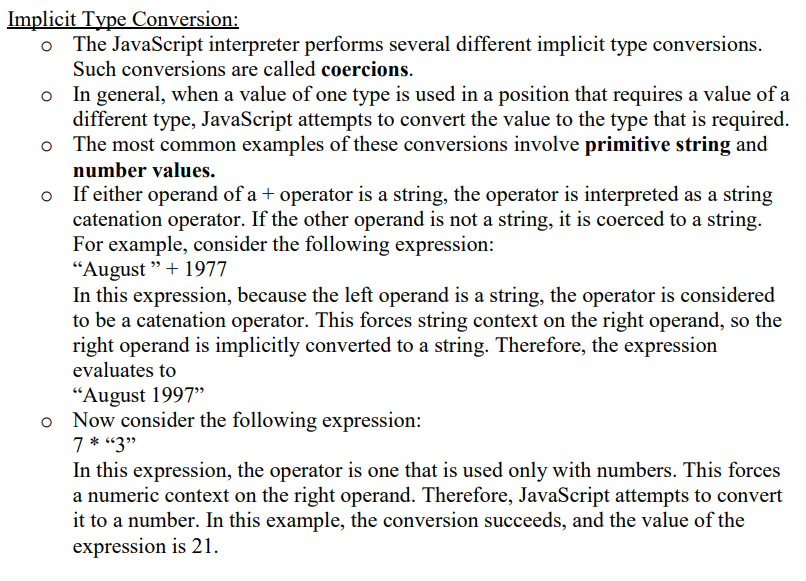 Implicit Type Conversion:
o The JavaScript interpreter performs several different implicit type conversions.
Such conversions are called coercions.
o In general, when a value of one type is used in a position that requires a value of a
different type, JavaScript attempts to convert the value to the type that is required.
o The most common examples of these conversions involve primitive string and
number values.
o If either operand of a + operator is a string, the operator is interpreted as a string
catenation operator. If the other operand is not a string, it is coerced to a string.
For example, consider the following expression:
“August ” + 1977
In this expression, because the left operand is a string, the operator is considered
to be a catenation operator. This forces string context on the right operand, so the
right operand is implicitly converted to a string. Therefore, the expression
evaluates to
“August 1997”
o Now consider the following expression:
7 * “3”
In this expression, the operator is one that is used only with numbers. This forces
a numeric context on the right operand. Therefore, JavaScript attempts to convert
it to a number. In this example, the conversion succeeds, and the value of the
expression is 21.